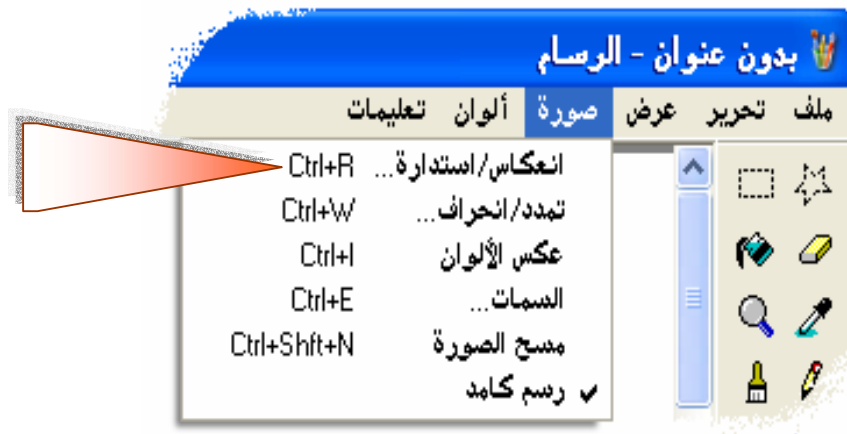 بدون عنوان - الرسام
ملف تحرير عرض صورة ألوان تعليمات
انعكاس/استدارة... Ctrl+R
تمدد/انحراف... Ctrl+W
عكس الألوان Ctrl+I
السمات... Ctrl+E
مسح الصورة Ctrl+Shft+N
✓ رسم كامد